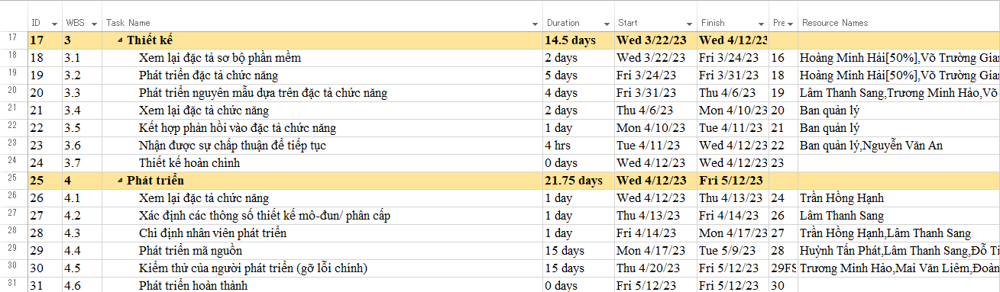 ID WBS Task Name Duration Start Finish Pre Resource Names
17 17 3 Thiết kế 14.5 days Wed 3/22/23 Wed 4/12/23
18 18 3.1 Xem lại đặc tả sơ bộ phần mềm 2 days Wed 3/22/23 Fri 3/24/23 16 Hoàng Minh Hải[50%],Võ Trường Gian
19 19 3.2 Phát triển đặc tả chức năng 5 days Fri 3/24/23 Fri 3/31/23 18 Hoàng Minh Hải[50%],Võ Trường Gian
20 20 3.3 Phát triển nguyên mẫu dựa trên đặc tả chức năng 4 days Fri 3/31/23 Thu 4/6/23 19 Lâm Thanh Sang,Trương Minh Hảo,Võ
21 21 3.4 Xem lại đặc tả chức năng 2 days Thu 4/6/23 Mon 4/10/23 20 Ban quản lý
22 22 3.5 Kết hợp phản hồi vào đặc tả chức năng 1 day Mon 4/10/23 Tue 4/11/23 21 Ban quản lý
23 23 3.6 Nhận được sự chấp thuận để tiếp tục 4 hrs Tue 4/11/23 Wed 4/12/23 22 Ban quản lý,Nguyễn Văn An
24 24 3.7 Thiết kế hoàn chỉnh 0 days Wed 4/12/23 Wed 4/12/23 23
25 25 4 Phát triển 21.75 days Wed 4/12/23 Fri 5/12/23
26 26 4.1 Xem lại đặc tả chức năng 1 day Wed 4/12/23 Thu 4/13/23 24 Trần Hồng Hạnh
27 27 4.2 Xác định các thông số thiết kế mô-đun/ phân cấp 1 day Thu 4/13/23 Fri 4/14/23 26 Lâm Thanh Sang
28 28 4.3 Chỉ định nhân viên phát triển 1 day Fri 4/14/23 Mon 4/17/23 27 Trần Hồng Hạnh,Lâm Thanh Sang
29 29 4.4 Phát triển mã nguồn 15 days Mon 4/17/23 Tue 5/9/23 28 Huỳnh Tấn Phát,Lâm Thanh Sang,Đỗ Ti
30 30 4.5 Kiểm thử của người phát triển (gỡ lỗi chính) 15 days Thu 4/20/23 Fri 5/12/23 29FS Trương Minh Hảo,Mai Văn Liêm,Đoàn
31 31 4.6 Phát triển hoàn thành 0 days Fri 5/12/23 Fri 5/12/23 30